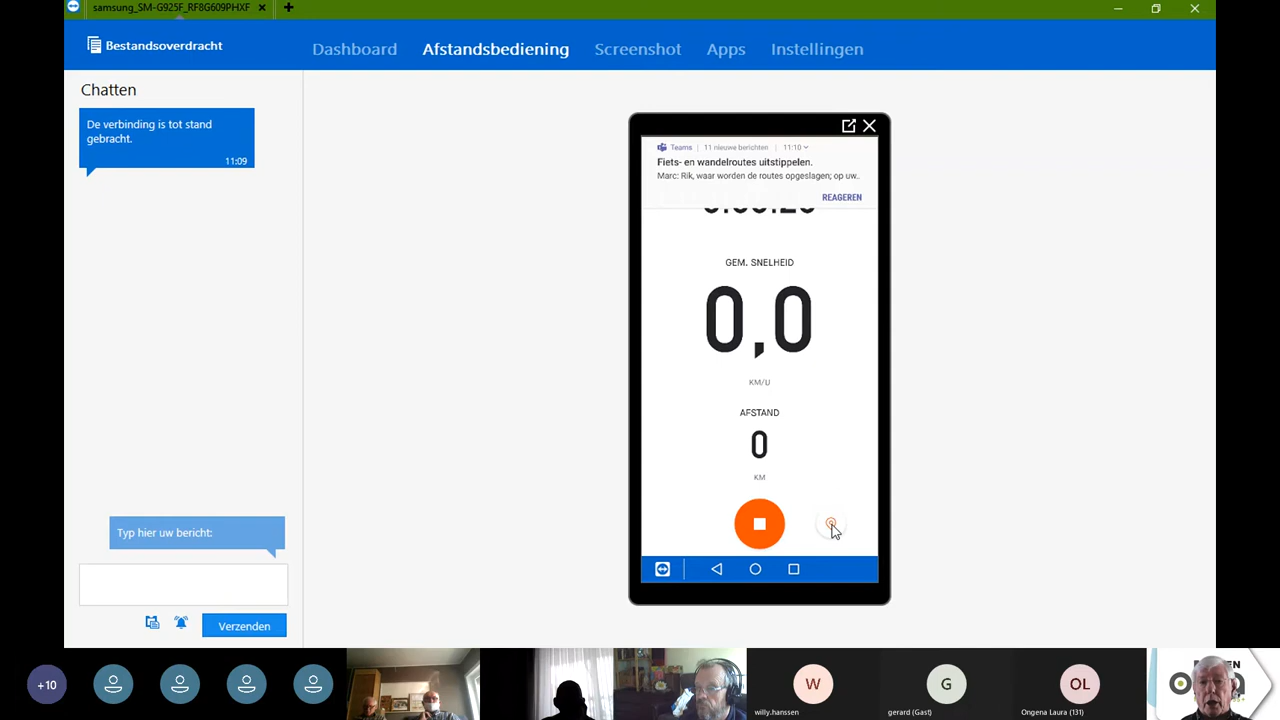 samsung_SM-G925F_RF8G609PHXF
Bestandsoverdracht
Dashboard
Afstandsbediening
Screenshot
Apps
Instellingen
Chatten
De verbinding is tot stand
gebracht.
11:09
Teams | 11 nieuwe berichten | 11:10
Fiets- en wandelroutes uitstippelen.
Marc: Rik, waar worden de routes opgeslagen; op uw..
REAGEREN
GEM. SNELHEID
0,0
KM/U
AFSTAND
0
KM
Typ hier uw bericht:
Verzenden
+10
W
willy.hanssen
G
gerard (Gast)
OL
Ongena Laura (131)